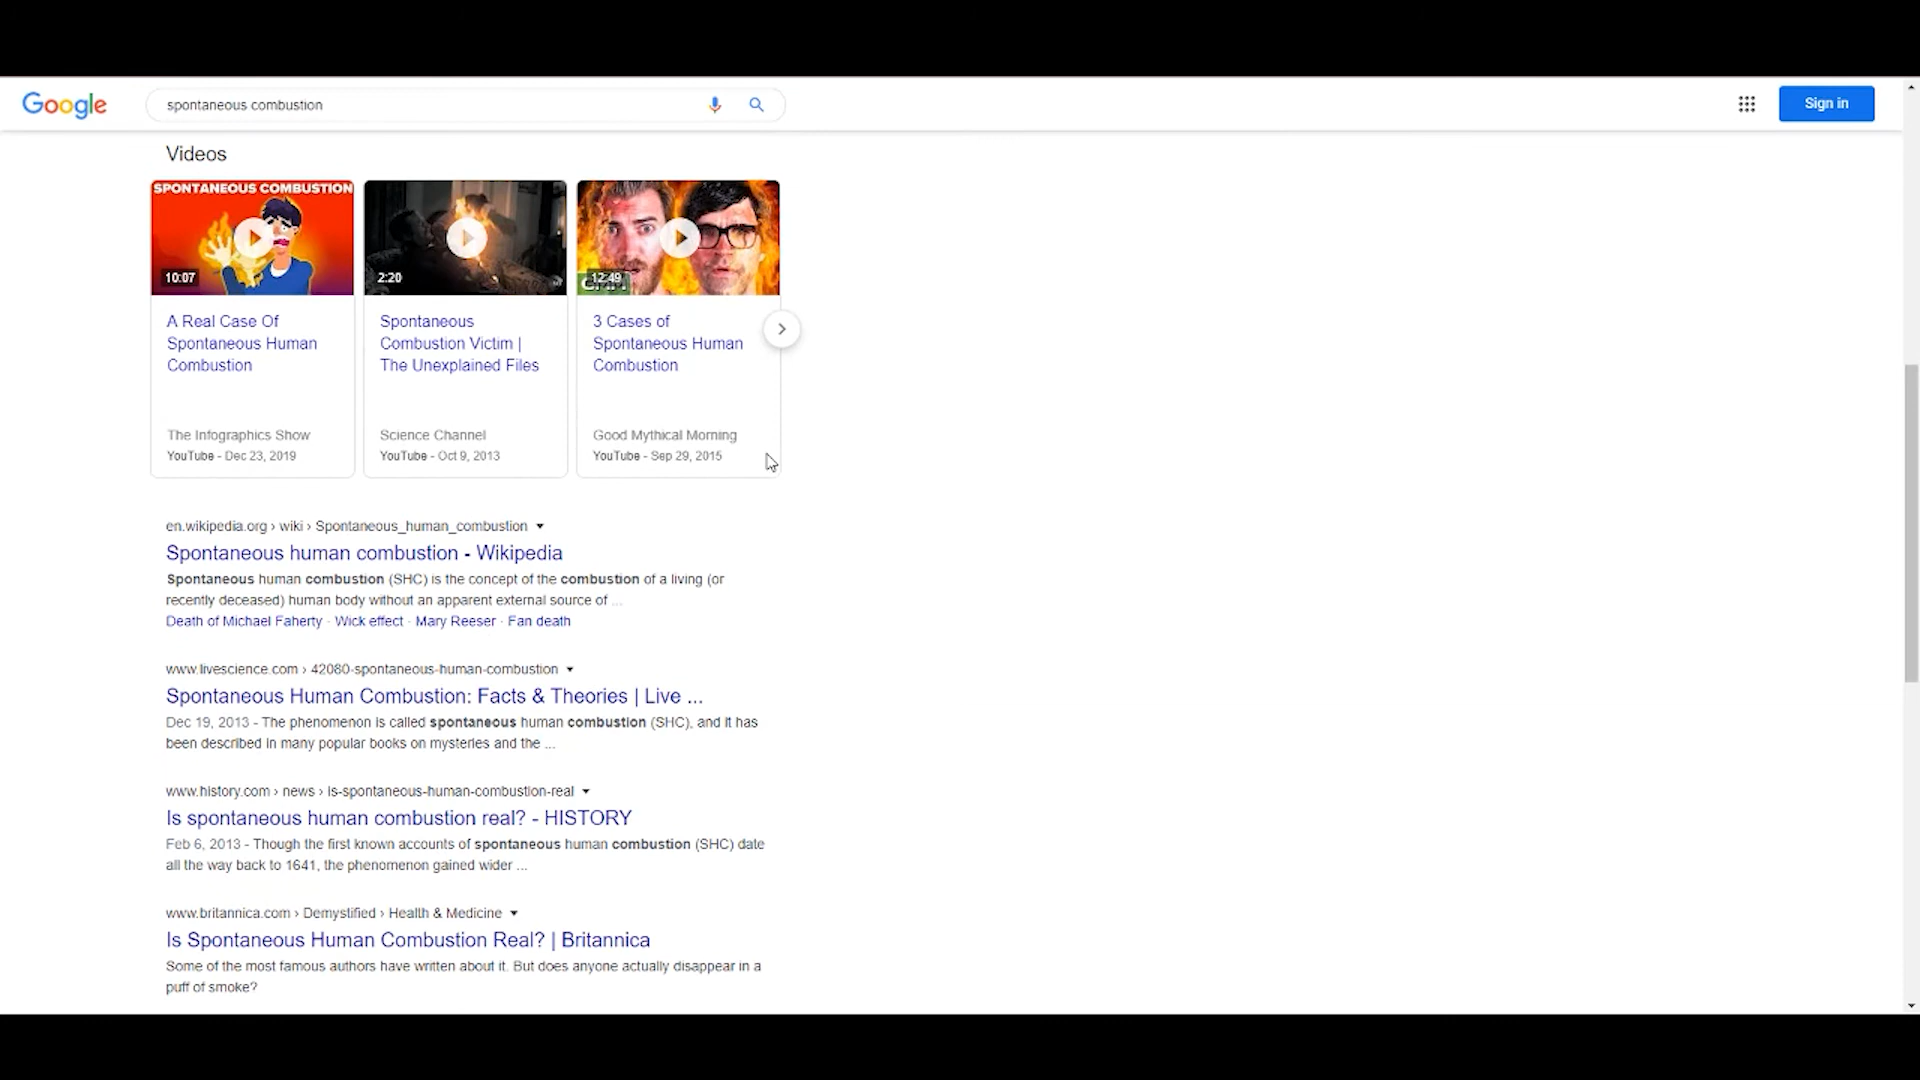 Google
spontaneous combustion
Sign in
Videos
SPONTANEOUS COMBUSTION
10:07
2:20
12:49
A Real Case Of
Spontaneous Human
Combustion
The Infographics Show
YouTube - Dec 23, 2019
Spontaneous
Combustion Victim |
The Unexplained Files
Science Channel
YouTube - Oct 9, 2013
3 Cases of
Spontaneous Human
Combustion
Good Mythical Morning
YouTube - Sep 29, 2015
en.wikipedia.org › wiki › Spontaneous_human_combustion
Spontaneous human combustion - Wikipedia
Spontaneous human combustion (SHC) is the concept of the combustion of a living (or
recently deceased) human body without an apparent external source of ...
Death of Michael Faherty · Wick effect · Mary Reeser · Fan death
www.livescience.com › 42080-spontaneous-human-combustion
Spontaneous Human Combustion: Facts & Theories | Live ...
Dec 19, 2013 - The phenomenon is called spontaneous human combustion (SHC), and it has
been described in many popular books on mysteries and the ...
www.history.com › news › is-spontaneous-human-combustion-real
Is spontaneous human combustion real? - HISTORY
Feb 6, 2013 - Though the first known accounts of spontaneous human combustion (SHC) date
all the way back to 1641, the phenomenon gained wider ...
www.britannica.com › Demystified › Health & Medicine
Is Spontaneous Human Combustion Real? | Britannica
Some of the most famous authors have written about it. But does anyone actually disappear in a
puff of smoke?